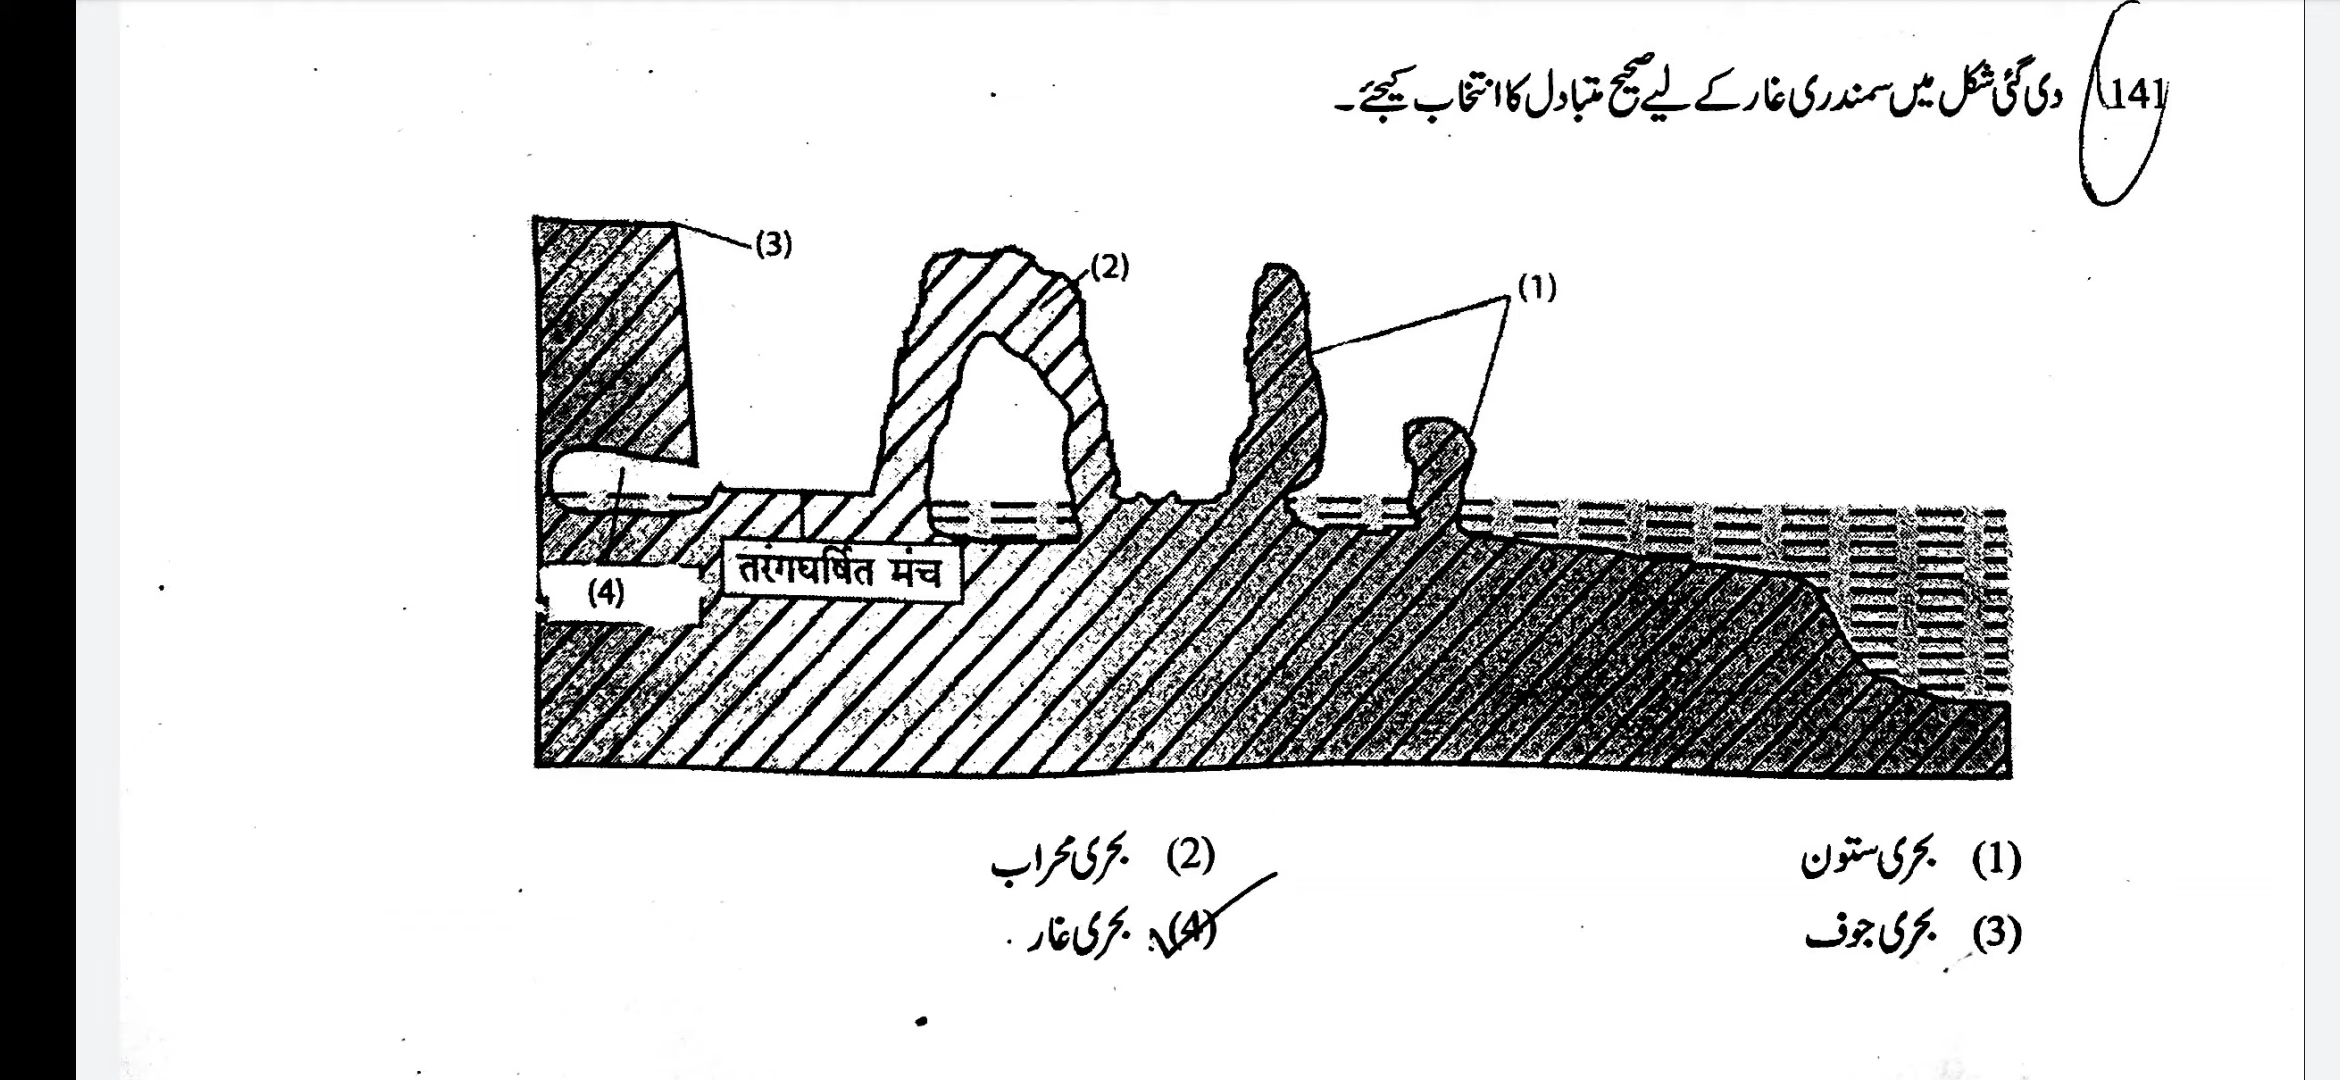 141 دی گئی شکل میں سمندری غار کے لیے صحیح متبادل کا انتخاب کیجئے۔
(3)
(2)
(1)
तरंगघर्षित मंच
(4)
(1) بحری ستون
(2) بحری محراب
(3) بحری جوف
(4) بحری غار